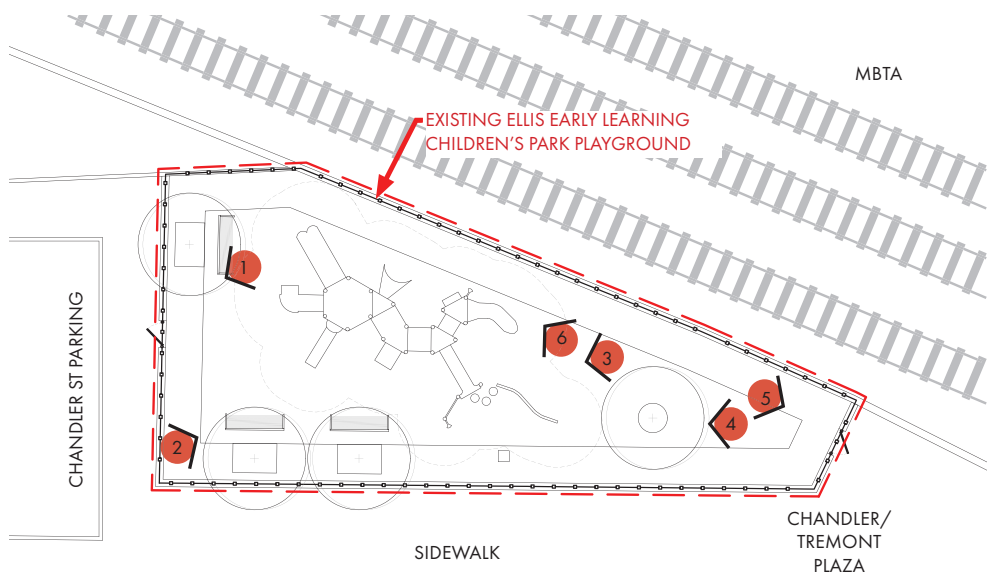 MBTA
EXISTING ELLIS EARLY LEARNING
CHILDREN'S PARK PLAYGROUND
1
6
3
5
4
2
CHANDLER ST PARKING
SIDEWALK
CHANDLER/
TREMONT
PLAZA